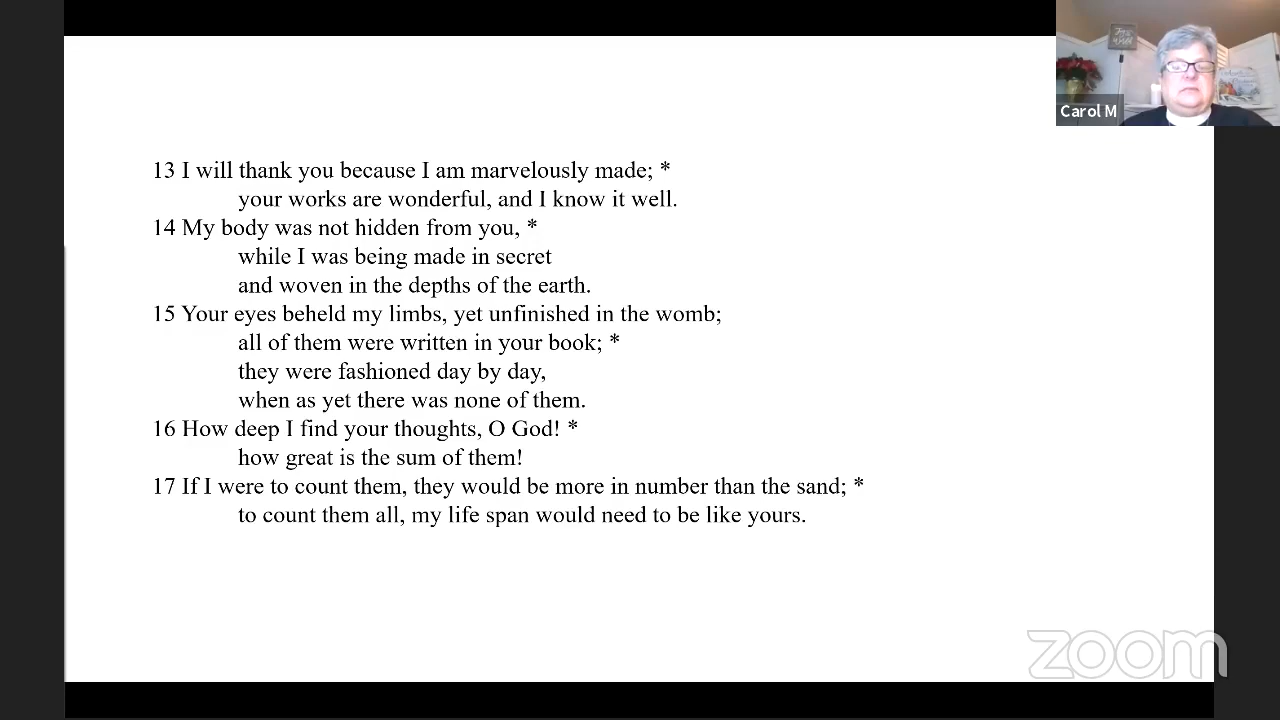 13 I will thank you because I am marvelously made; *
your works are wonderful, and I know it well.
14 My body was not hidden from you, *
while I was being made in secret
and woven in the depths of the earth.
15 Your eyes beheld my limbs, yet unfinished in the womb;
all of them were written in your book; *
they were fashioned day by day,
when as yet there was none of them.
16 How deep I find your thoughts, O God! *
how great is the sum of them!
17 If I were to count them, they would be more in number than the sand; *
to count them all, my life span would need to be like yours.
Carol M
zoom